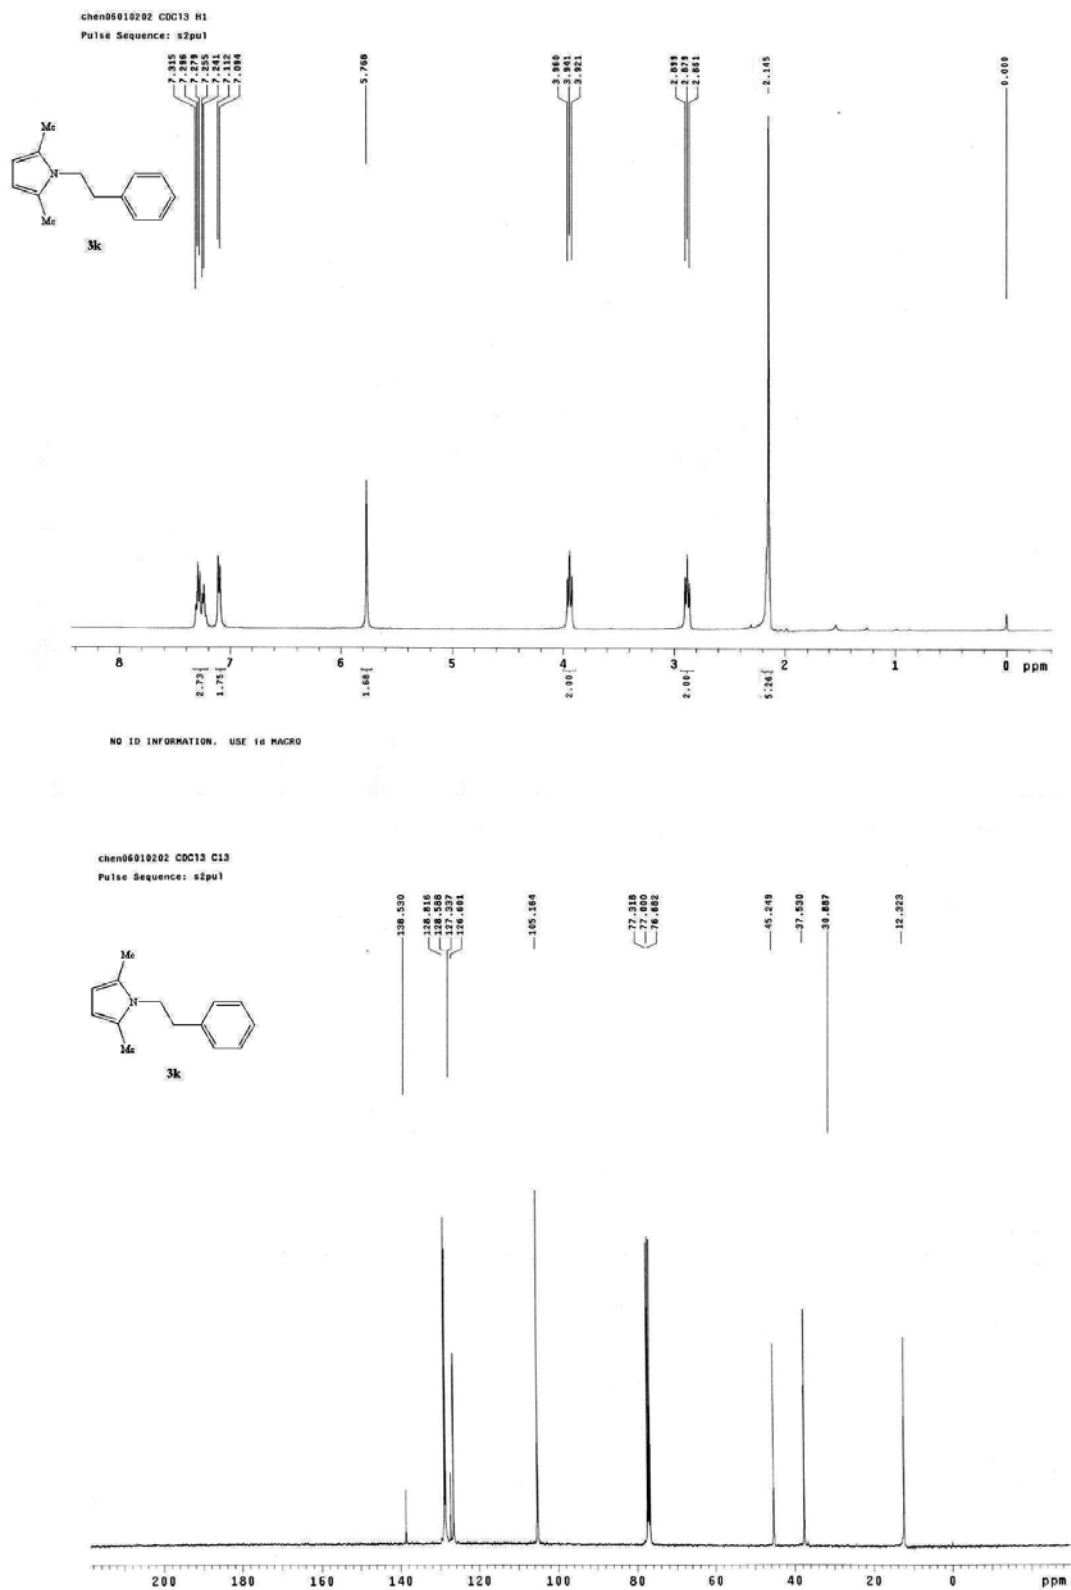 chen06010202 CDCl3 H1
Pulse Sequence: s2pul
7.315
7.296
7.279
7.255
7.241
7.112
7.094
5.768
3.960
3.941
3.921
2.899
2.879
2.861
2.145
0.000
Me
N
Me
3k
8 7 6 5 4 3 2 1 0 ppm
2.73 1.75 1.68 2.00 2.00 5.26
NO ID INFORMATION. USE id MACRO
chen06010202 CDCl3 C13
Pulse Sequence: s2pul
138.530
128.816
128.588
127.337
126.601
105.164
77.318
77.000
76.682
45.249
37.530
30.887
12.323
Me
N
Me
3k
200 180 160 140 120 100 80 60 40 20 0 ppm